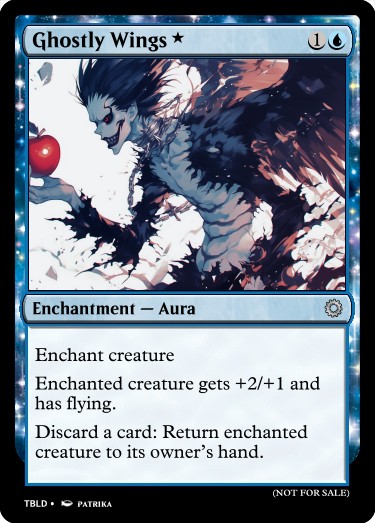 Ghostly Wings ★ 1
Enchantment — Aura
Enchant creature
Enchanted creature gets +2/+1 and
has flying.
Discard a card: Return enchanted
creature to its owner's hand.
(NOT FOR SALE)
TBLD • PATRIKA